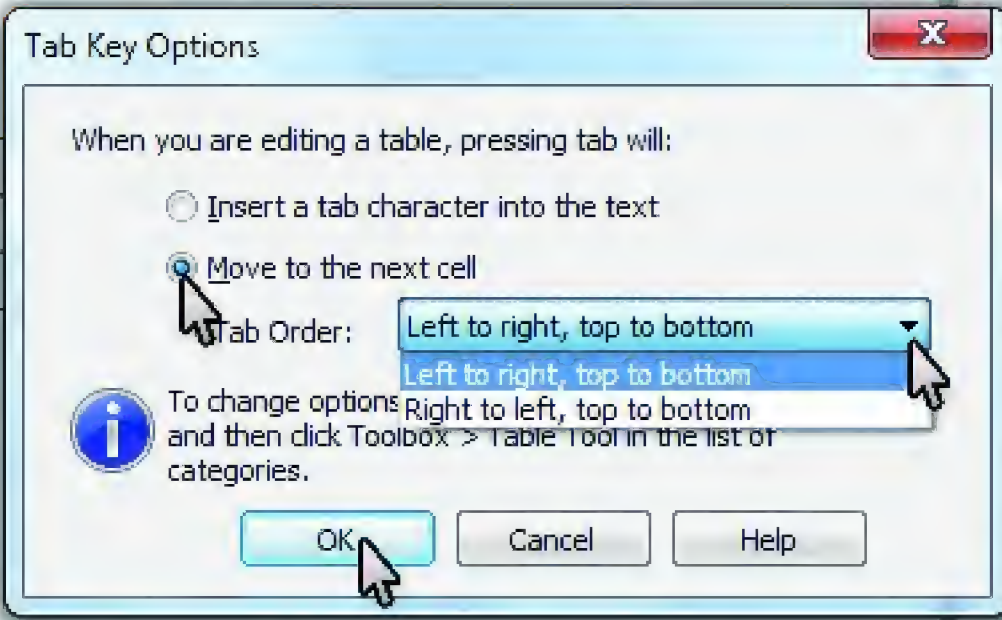 Tab Key Options
X
When you are editing a table, pressing tab will:
Insert a tab character into the text
Move to the next cell
Tab Order: Left to right, top to bottom
Left to right, top to bottom
To change options
Right to left, top to bottom
and then click Toolbox > Table Tool in the list of
categories.
OK Cancel Help